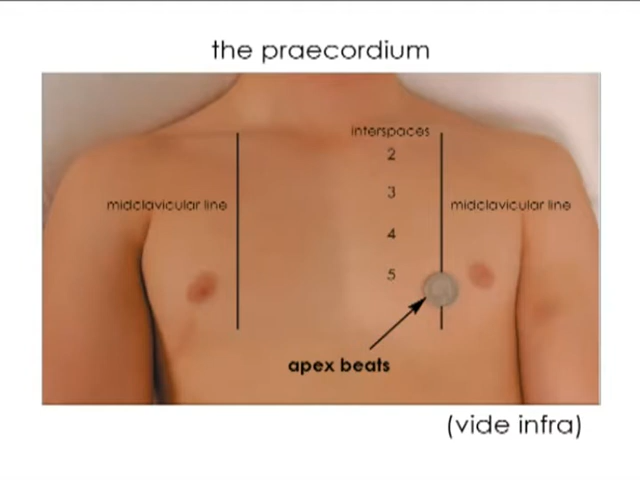 the praecordium
interspaces
2
3
midclavicular line
midclavicular line
4
5
apex beats
(vide infra)